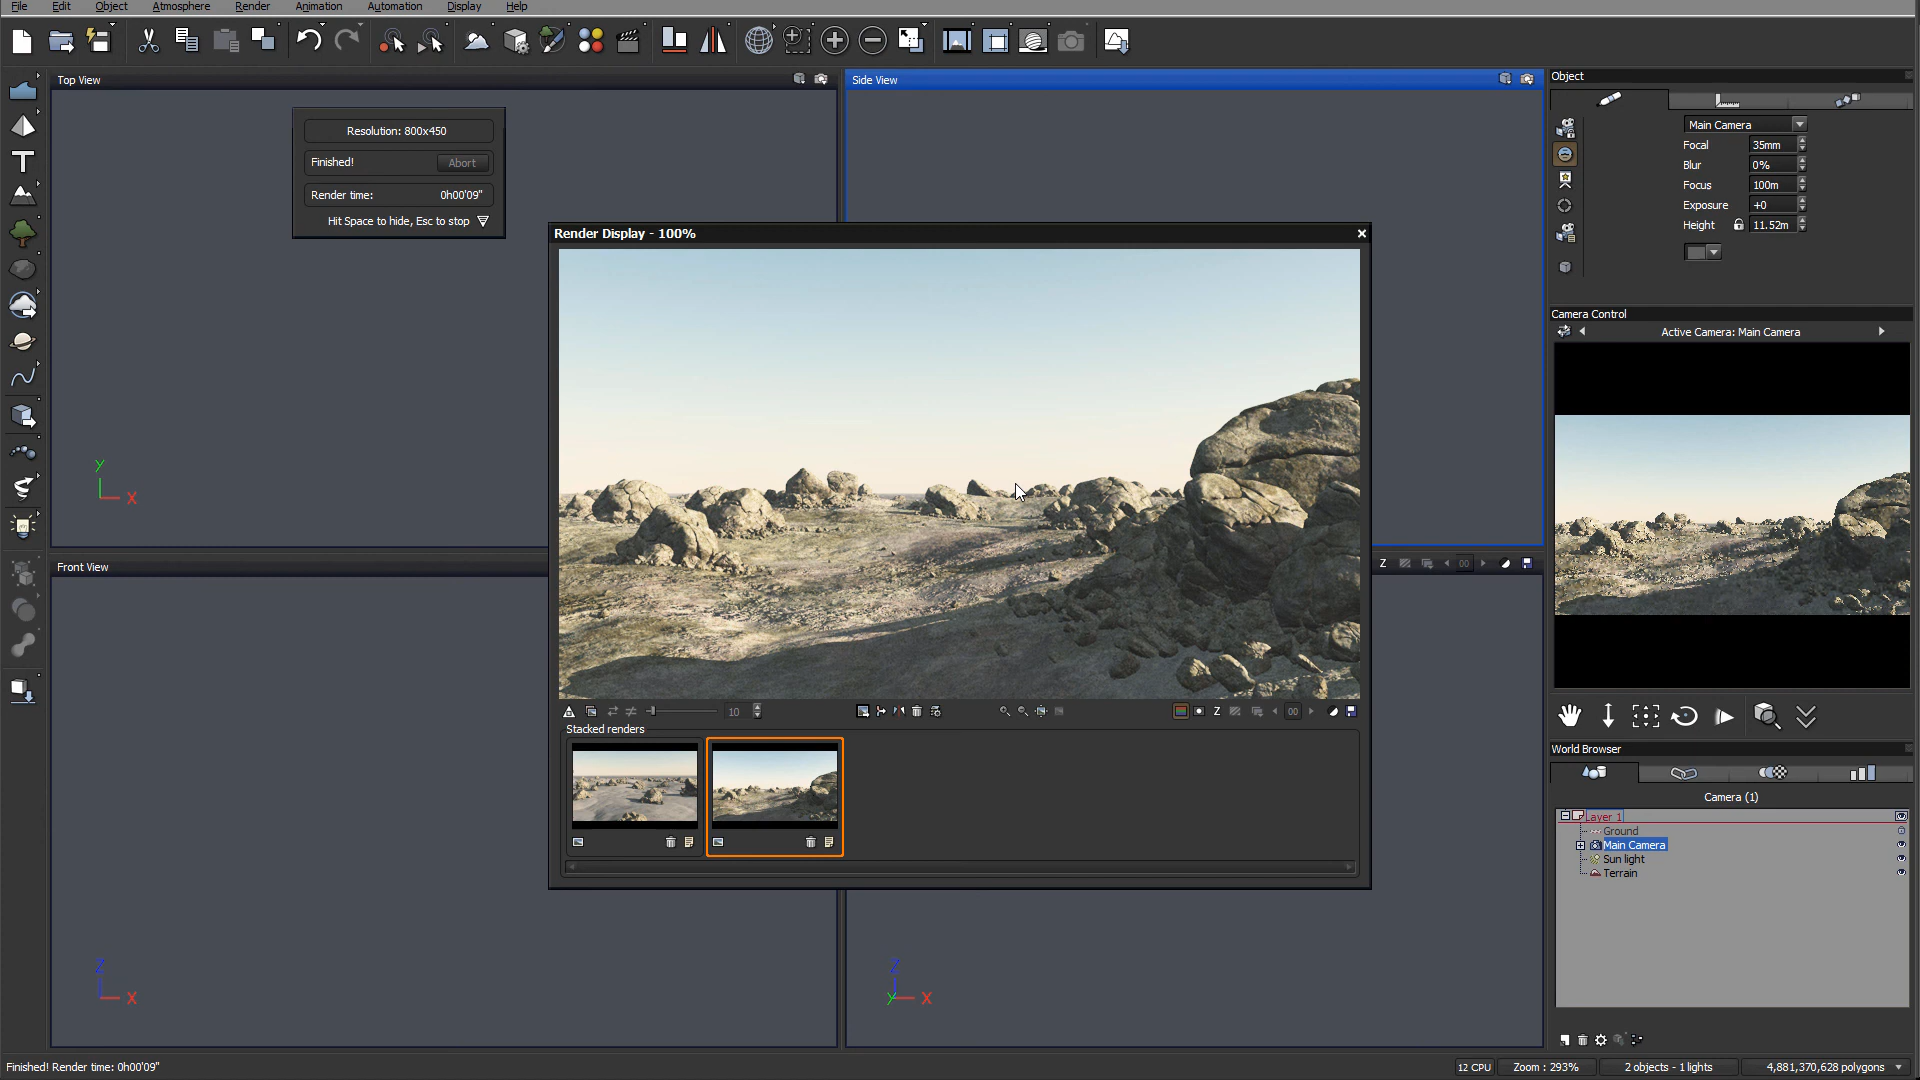 File Edit Object Atmosphere Render Animation Automation Display Help
Top View
Side View
Object
Resolution: 800x450
Finished! Abort
Render time: 0h00'09"
Hit Space to hide, Esc to stop
Main Camera
Focal 35mm
Blur 0%
Focus 100m
Exposure +0
Height 11.52m
Render Display - 100%
Camera Control
Active Camera: Main Camera
Y
X
Front View
Z 00
10
Z 00
Stacked renders
World Browser
Camera (1)
Layer 1
Ground
Main Camera
Sun light
Terrain
Z
X
Z
Y X
Finished! Render time: 0h00'09"
12 CPU Zoom : 293% 2 objects - 1 lights 4,881,370,628 polygons